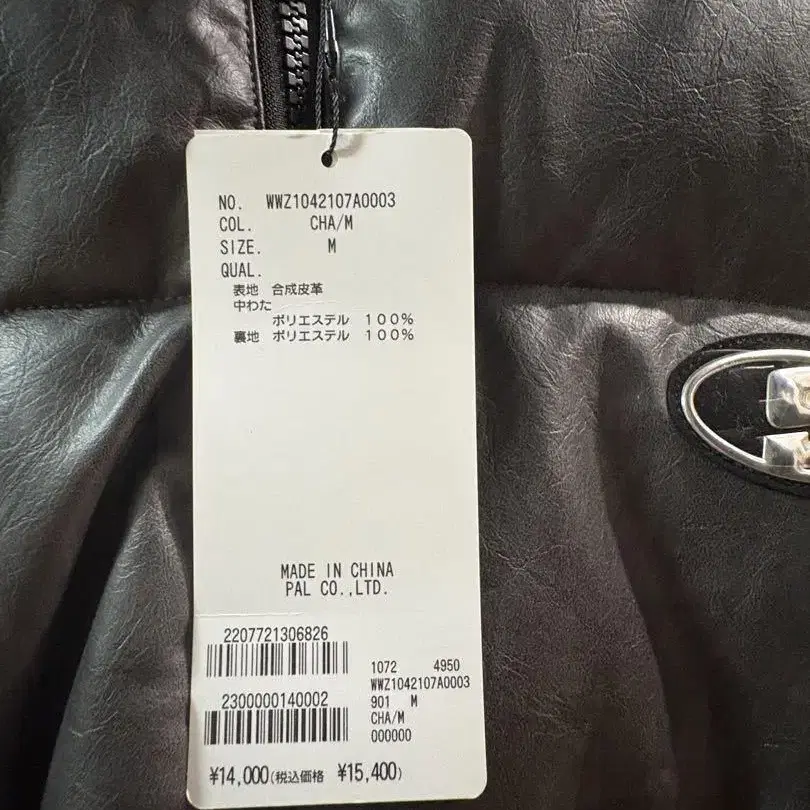 NO. WWZ1042107A0003
COL. CHA/M
SIZE. M
QUAL.
表地 合成皮革
中わた
ポリエステル 100%
裏地 ポリエステル 100%
MADE IN CHINA
PAL CO.,LTD.
2207721306826
2300000140002
1072 4950
WWZ1042107A0003
901 M
CHA/M
000000
¥14,000(税込価格 ¥15,400)